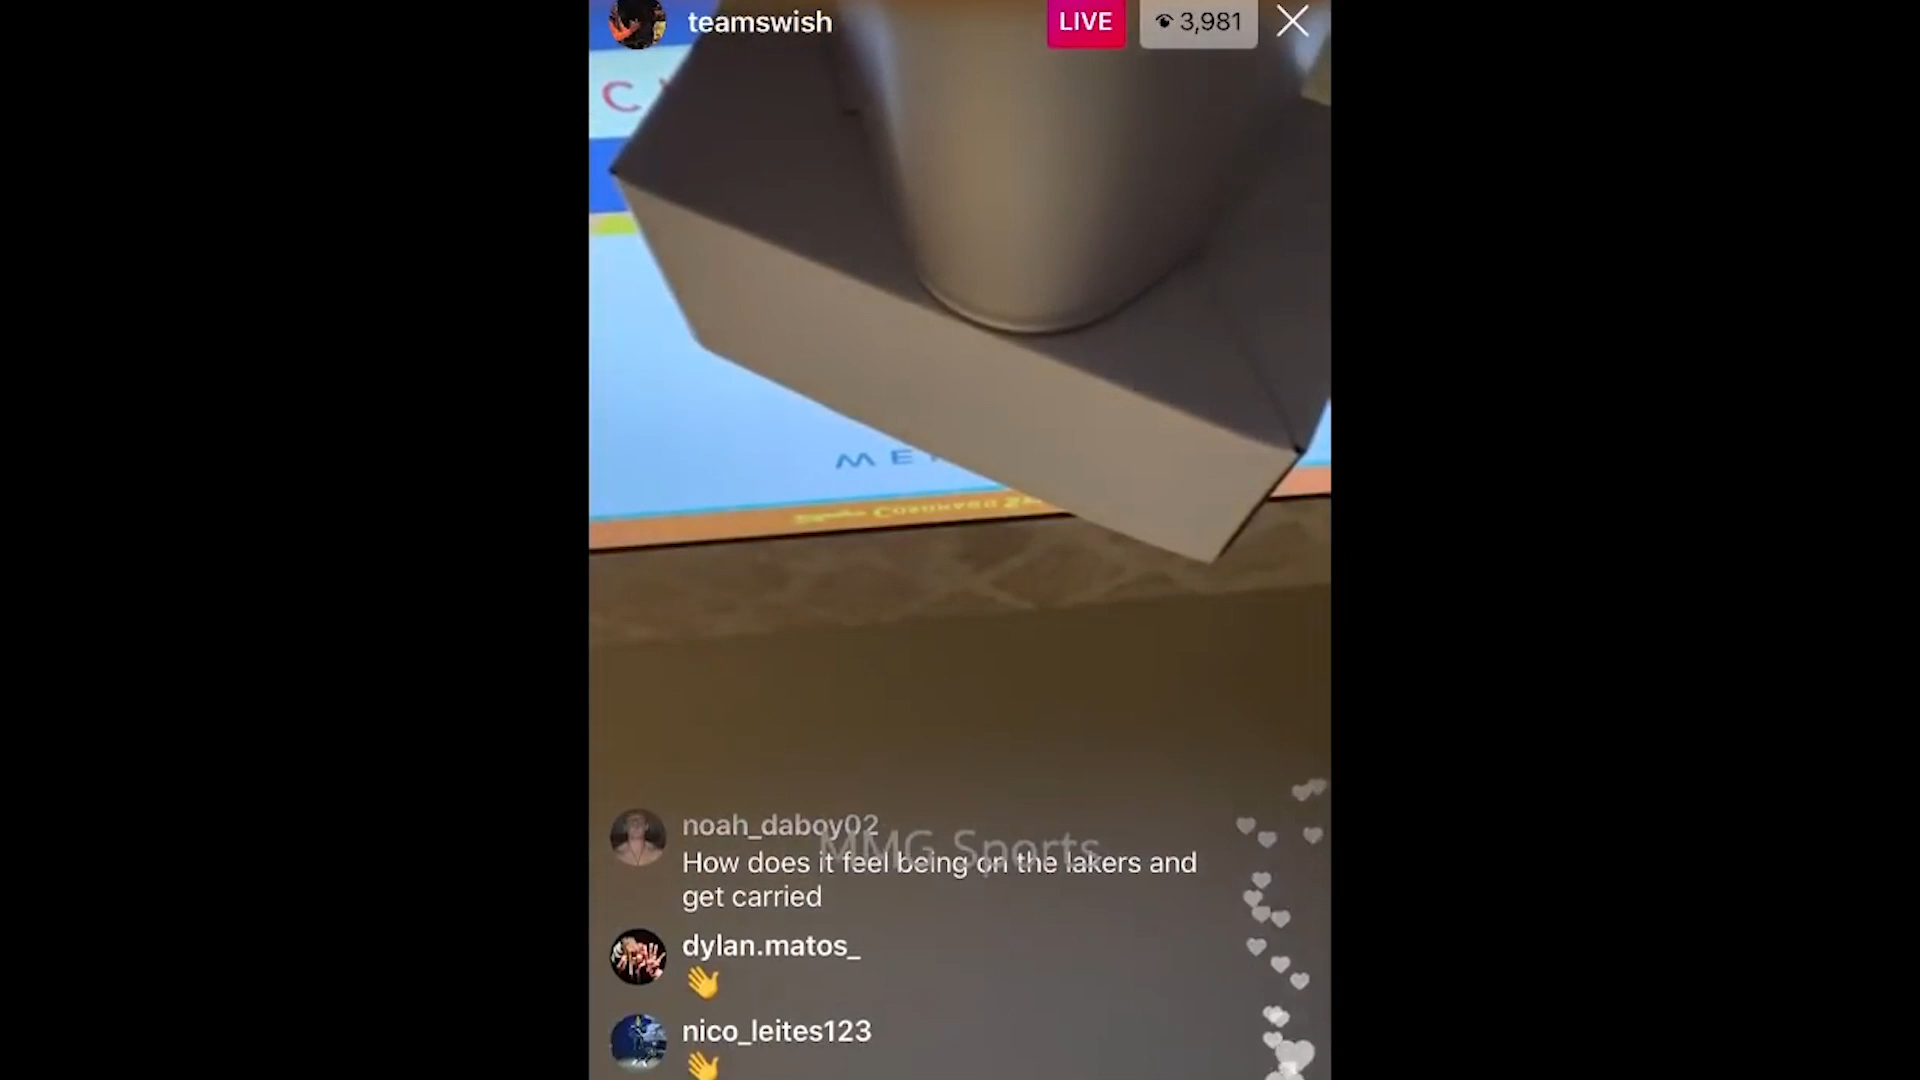 teamswish
LIVE
3,981
C
ME
noah_daboy02
MMG Sports
How does it feel being on the lakers and
get carried
dylan.matos_
👋
nico_leites123
👋